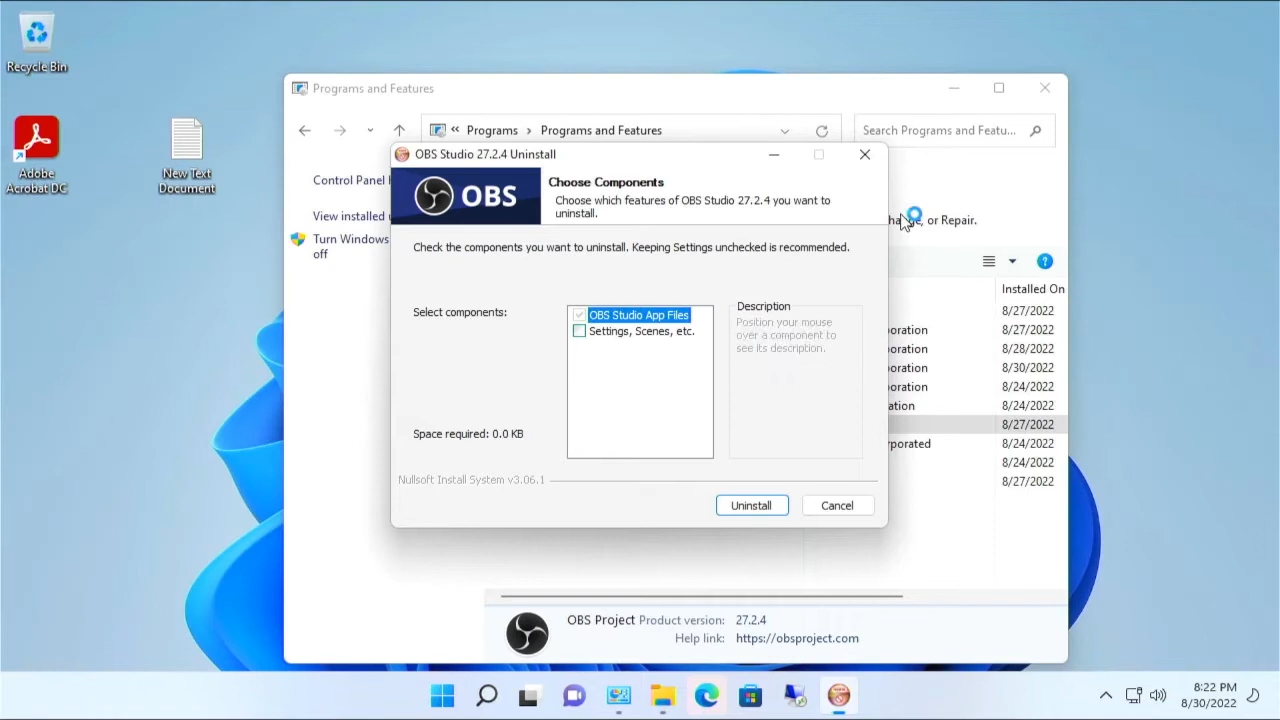 Recycle Bin
Adobe
Acrobat DC
New Text
Document
Programs and Features
« Programs › Programs and Features
Search Programs and Featu...
Control Panel
View installed
Turn Windows
off
or Repair.
Installed On
8/27/2022
oration 8/27/2022
oration 8/28/2022
oration 8/30/2022
oration 8/24/2022
ation 8/24/2022
8/27/2022
rporated 8/24/2022
8/24/2022
8/27/2022
OBS Studio 27.2.4 Uninstall
OBS
Choose Components
Choose which features of OBS Studio 27.2.4 you want to
uninstall.
Check the components you want to uninstall. Keeping Settings unchecked is recommended.
Select components:
OBS Studio App Files
Settings, Scenes, etc.
Description
Position your mouse
over a component to
see its description.
Space required: 0.0 KB
Nullsoft Install System v3.06.1
Uninstall
Cancel
OBS Project Product version: 27.2.4
Help link: https://obsproject.com
8:22 PM
8/30/2022